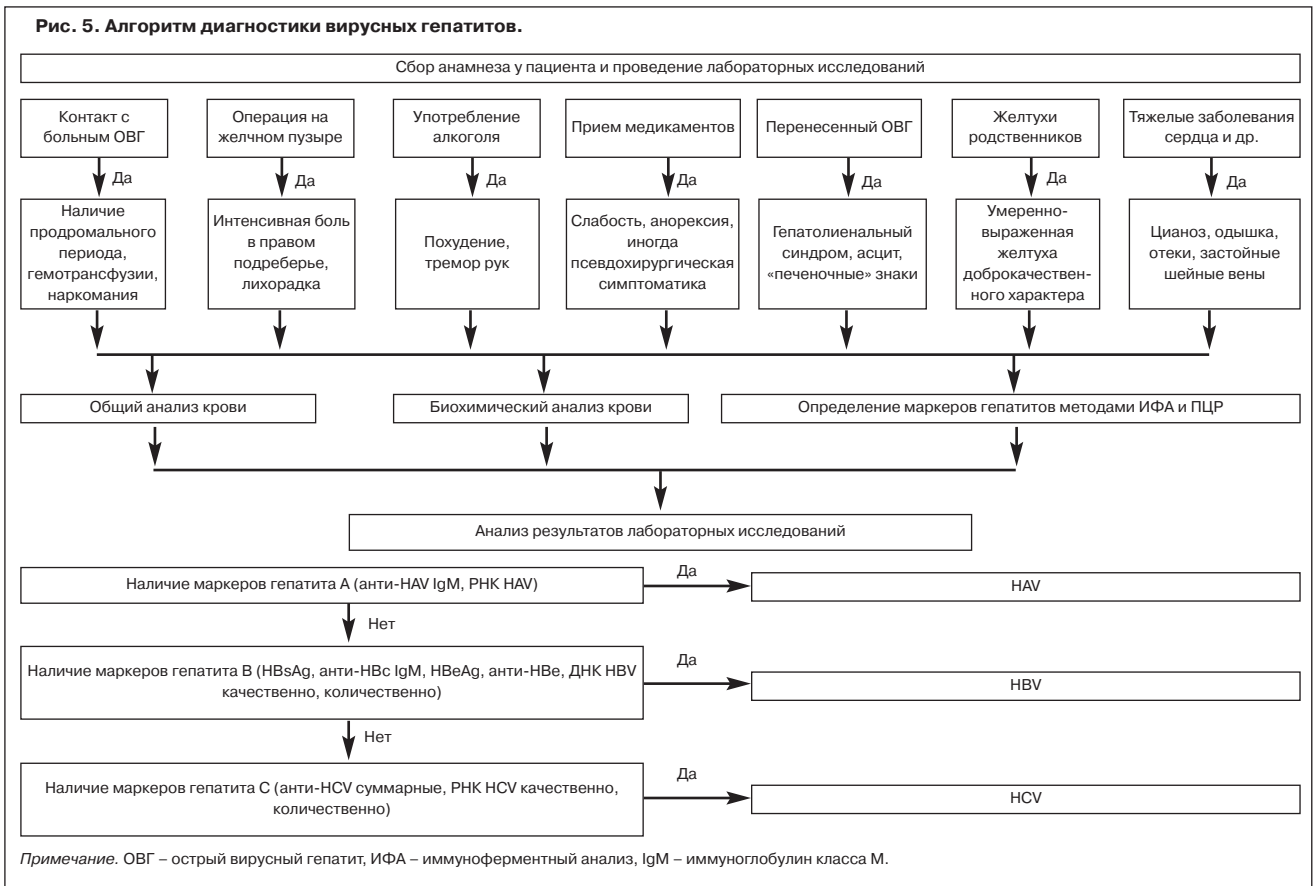 Рис. 5. Алгоритм диагностики вирусных гепатитов.
Сбор анамнеза у пациента и проведение лабораторных исследований
Контакт с
больным ОВГ
Операция на
желчном пузыре
Употребление
алкоголя
Прием медикаментов
Перенесенный ОВГ
Желтухи
родственников
Тяжелые заболевания
сердца и др.
Да
Да
Да
Да
Да
Да
Да
Наличие
продромального
периода,
гемотрансфузии,
наркомания
Интенсивная боль
в правом
подреберье,
лихорадка
Похудение,
тремор рук
Слабость, анорексия,
иногда
псевдохирургическая
симптоматика
Гепатолиенальный
синдром, асцит,
«печеночные» знаки
Умеренно-
выраженная
желтуха
доброкачествен-
ного характера
Цианоз, одышка,
отеки, застойные
шейные вены
Общий анализ крови
Биохимический анализ крови
Определение маркеров гепатитов методами ИФА и ПЦР
Анализ результатов лабораторных исследований
Наличие маркеров гепатита А (анти-HAV IgM, РНК HAV)
Да
HAV
Нет
Наличие маркеров гепатита В (HBsAg, анти-HBc IgM, HBeAg, анти-HBe, ДНК HBV
качественно, количественно)
Да
HBV
Нет
Наличие маркеров гепатита С (анти-HCV суммарные, РНК HCV качественно,
количественно)
Да
HCV
Примечание. ОВГ – острый вирусный гепатит, ИФА – иммуноферментный анализ, IgM – иммуноглобулин класса М.